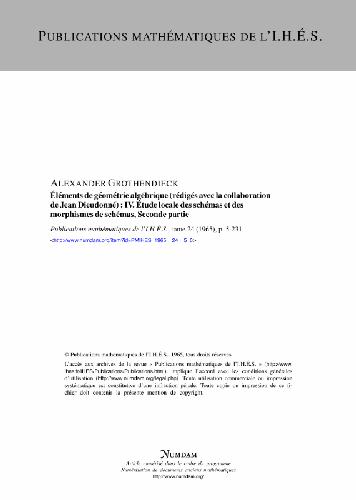 PUBLICATIONS MATHÉMATIQUES DE L'I.H.É.S.
ALEXANDER GROTHENDIECK
Éléments de géométrie algébrique (rédigés avec la collaboration
de Jean Dieudonné) : IV. Étude locale des schémas et des
morphismes de schémas, Seconde partie
Publications mathématiques de l'I.H.É.S., tome 24 (1965), p. 5-231
<http://www.numdam.org/item?id=PMIHES_1965__24__5_0>
© Publications mathématiques de l'I.H.É.S., 1965, tous droits réservés.
L'accès aux archives de la revue « Publications mathématiques de l'I.H.É.S. » (http://www.
ihes.fr/IHES/Publications/Publications.html), implique l'accord avec les conditions générales
d'utilisation (http://www.numdam.org/legal.php). Toute utilisation commerciale ou impression
systématique est constitutive d'une infraction pénale. Toute copie ou impression de ce fi-
chier doit contenir la présente mention de copyright.
NUMDAM
Article numérisé dans le cadre du programme
Numérisation de documents anciens mathématiques
http://www.numdam.org/